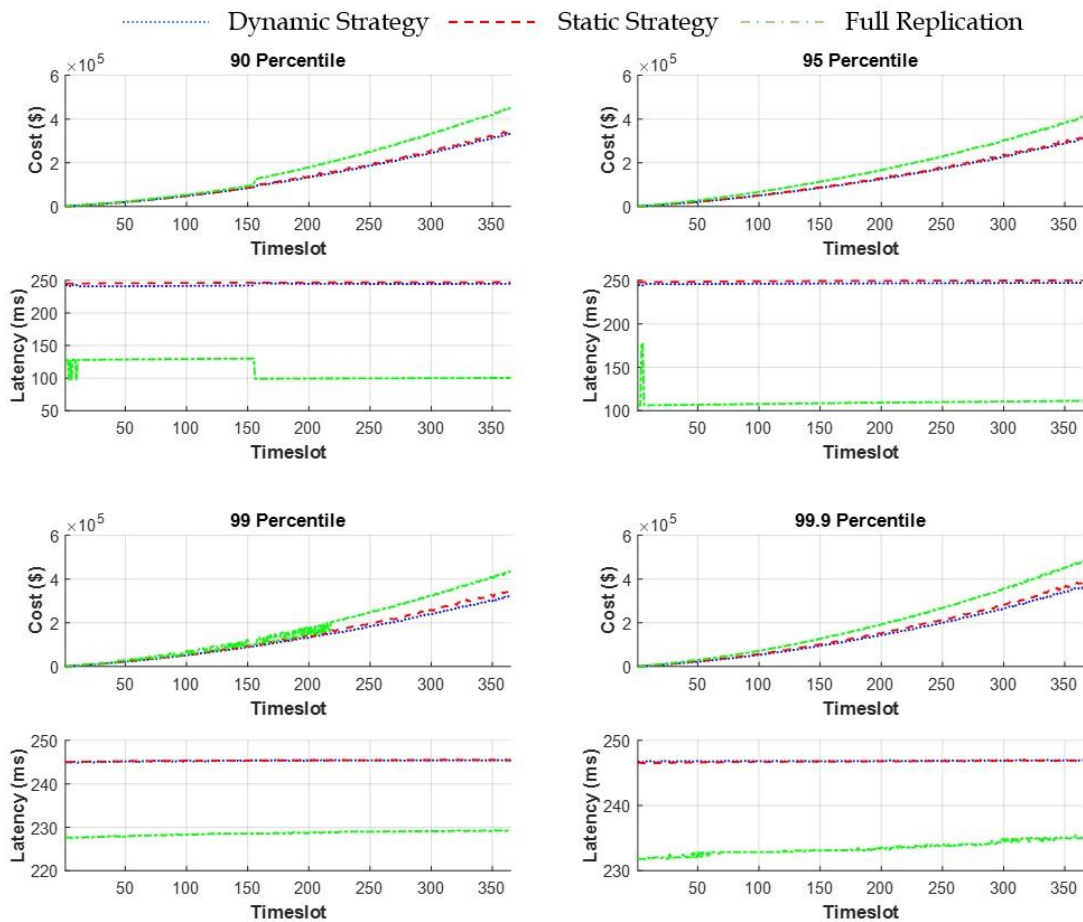 Dynamic Strategy Static Strategy Full Replication
90 Percentile
×10^5
6
4
2
0
Cost ($)
50 100 150 200 250 300 350
Timeslot
250
200
150
100
50
Latency (ms)
50 100 150 200 250 300 350
Timeslot
95 Percentile
×10^5
6
4
2
0
Cost ($)
50 100 150 200 250 300 350
Timeslot
250
200
150
100
Latency (ms)
50 100 150 200 250 300 350
Timeslot
99 Percentile
×10^5
6
4
2
0
Cost ($)
50 100 150 200 250 300 350
Timeslot
250
240
230
220
Latency (ms)
50 100 150 200 250 300 350
Timeslot
99.9 Percentile
×10^5
6
4
2
0
Cost ($)
50 100 150 200 250 300 350
Timeslot
250
240
230
Latency (ms)
50 100 150 200 250 300 350
Timeslot